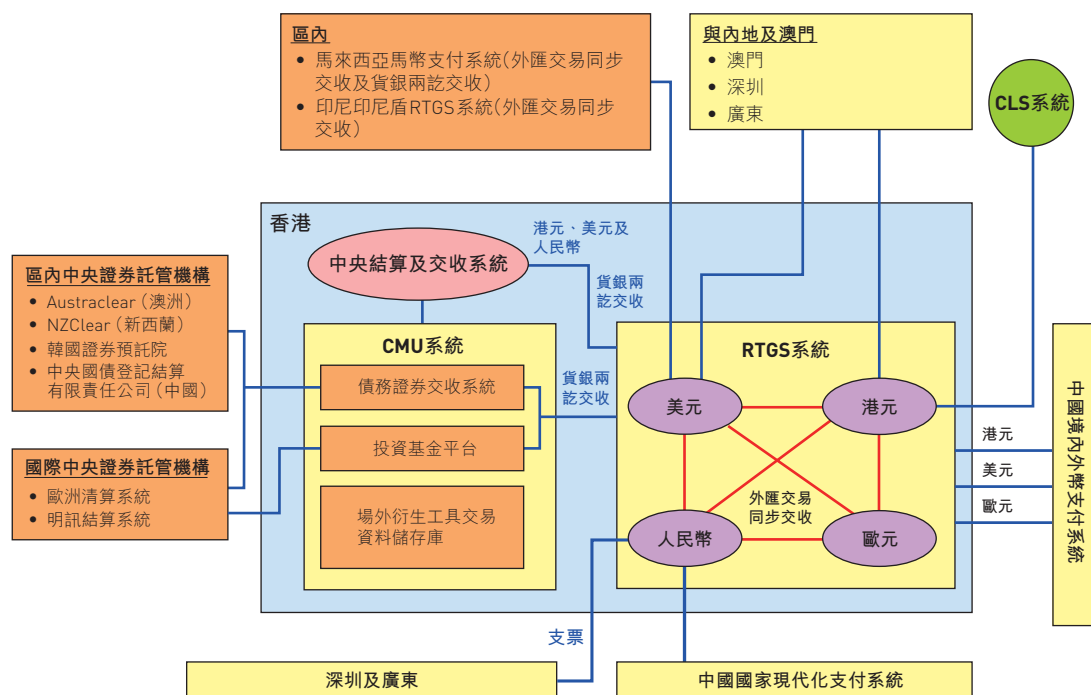 區內
• 馬來西亞馬幣支付系統(外匯交易同步
交收及貨銀兩訖交收)
• 印尼印尼盾RTGS系統(外匯交易同步
交收)
與內地及澳門
• 澳門
• 深圳
• 廣東
CLS系統
香港
中央結算及交收系統
港元、美元及
人民幣
貨銀兩
訖交收
區內中央證券託管機構
• Austraclear (澳洲)
• NZClear (新西蘭)
• 韓國證券預託院
• 中央國債登記結算
有限責任公司 (中國)
國際中央證券託管機構
• 歐洲清算系統
• 明訊結算系統
CMU系統
債務證券交收系統
投資基金平台
場外衍生工具交易
資料儲存庫
貨銀兩
訖交收
RTGS系統
美元
港元
外匯交易
同步交收
人民幣
歐元
港元
美元
歐元
中國境內外幣支付系統
支票
深圳及廣東
中國國家現代化支付系統